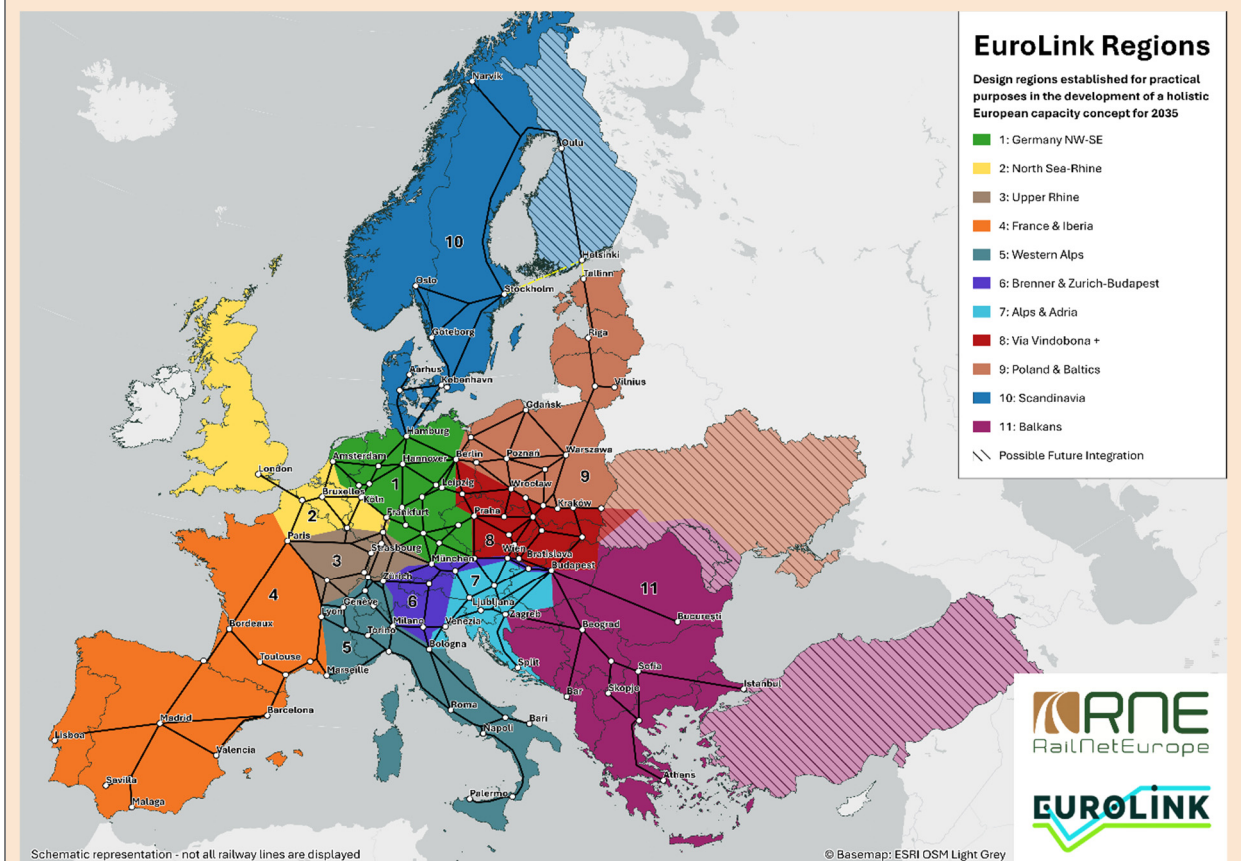 EuroLink Regions
Design regions established for practical
purposes in the development of a holistic
European capacity concept for 2035
1: Germany NW-SE
2: North Sea-Rhine
3: Upper Rhine
4: France & Iberia
5: Western Alps
6: Brenner & Zurich-Budapest
7: Alps & Adria
8: Via Vindobona +
9: Poland & Baltics
10: Scandinavia
11: Balkans
Possible Future Integration
Narvik
Oulu
10
Helsinki
Tallinn
Oslo
Stockholm
Göteborg
Riga
Aarhus
København
Vilnius
Gdańsk
Hamburg
Amsterdam
Hannover
Berlin
Poznań
Warszawa
London
Bruxelles
Köln
1
Leipzig
Wrocław
9
Kraków
2
Frankfurt
Praha
Paris
Strasbourg
8
Wien
Bratislava
3
München
Budapest
Zürich
7
11
4
Genève
6
Ljubljana
Lyon
Milano
Venezia
Zagreb
București
Bordeaux
Torino
Beograd
5
Bologna
Toulouse
Marseille
Split
Sofia
Istanbul
Bar
Skopje
Roma
Barcelona
Madrid
Bari
Napoli
Lisboa
Valencia
Sevilla
Athens
Malaga
Palermo
RNE
RailNetEurope
EUROLINK
Schematic representation - not all railway lines are displayed
© Basemap: ESRI OSM Light Grey